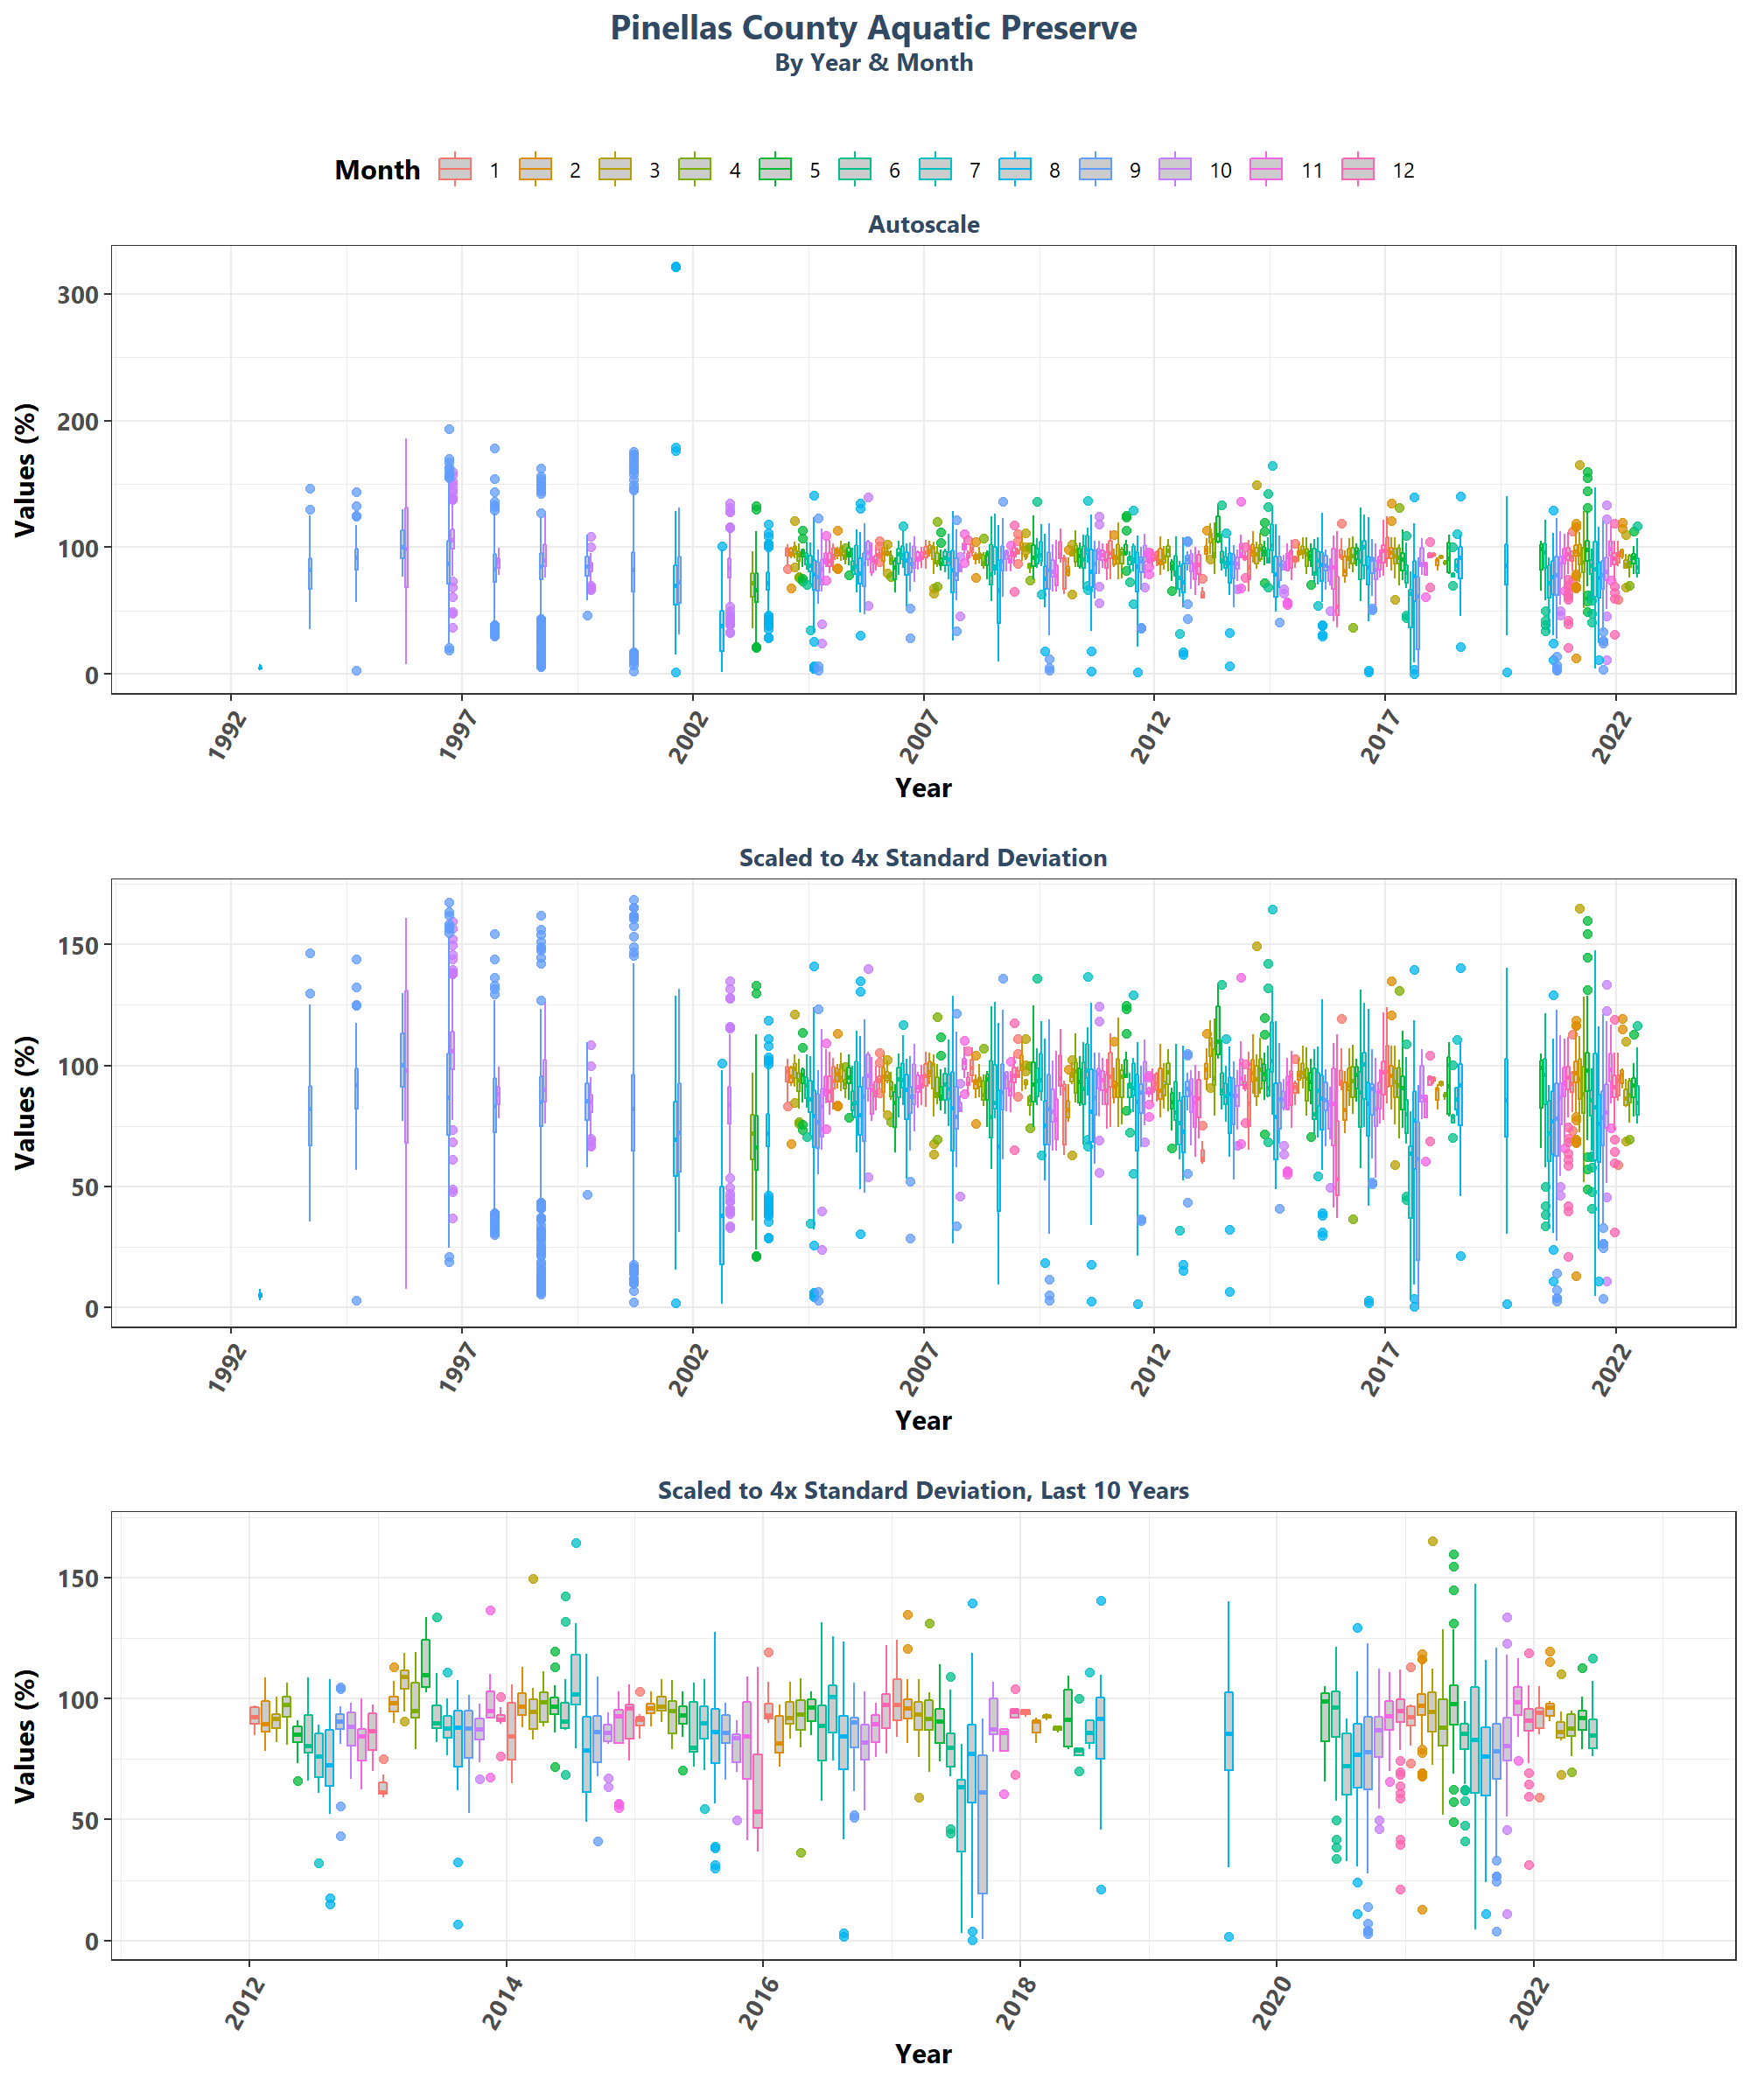 Pinellas County Aquatic Preserve
By Year & Month
Month 1 2 3 4 5 6 7 8 9 10 11 12
Autoscale
Values (%)
300
200
100
0
1992 1997 2002 2007 2012 2017 2022
Year
Scaled to 4x Standard Deviation
Values (%)
150
100
50
0
1992 1997 2002 2007 2012 2017 2022
Year
Scaled to 4x Standard Deviation, Last 10 Years
Values (%)
150
100
50
0
2012 2014 2016 2018 2020 2022
Year